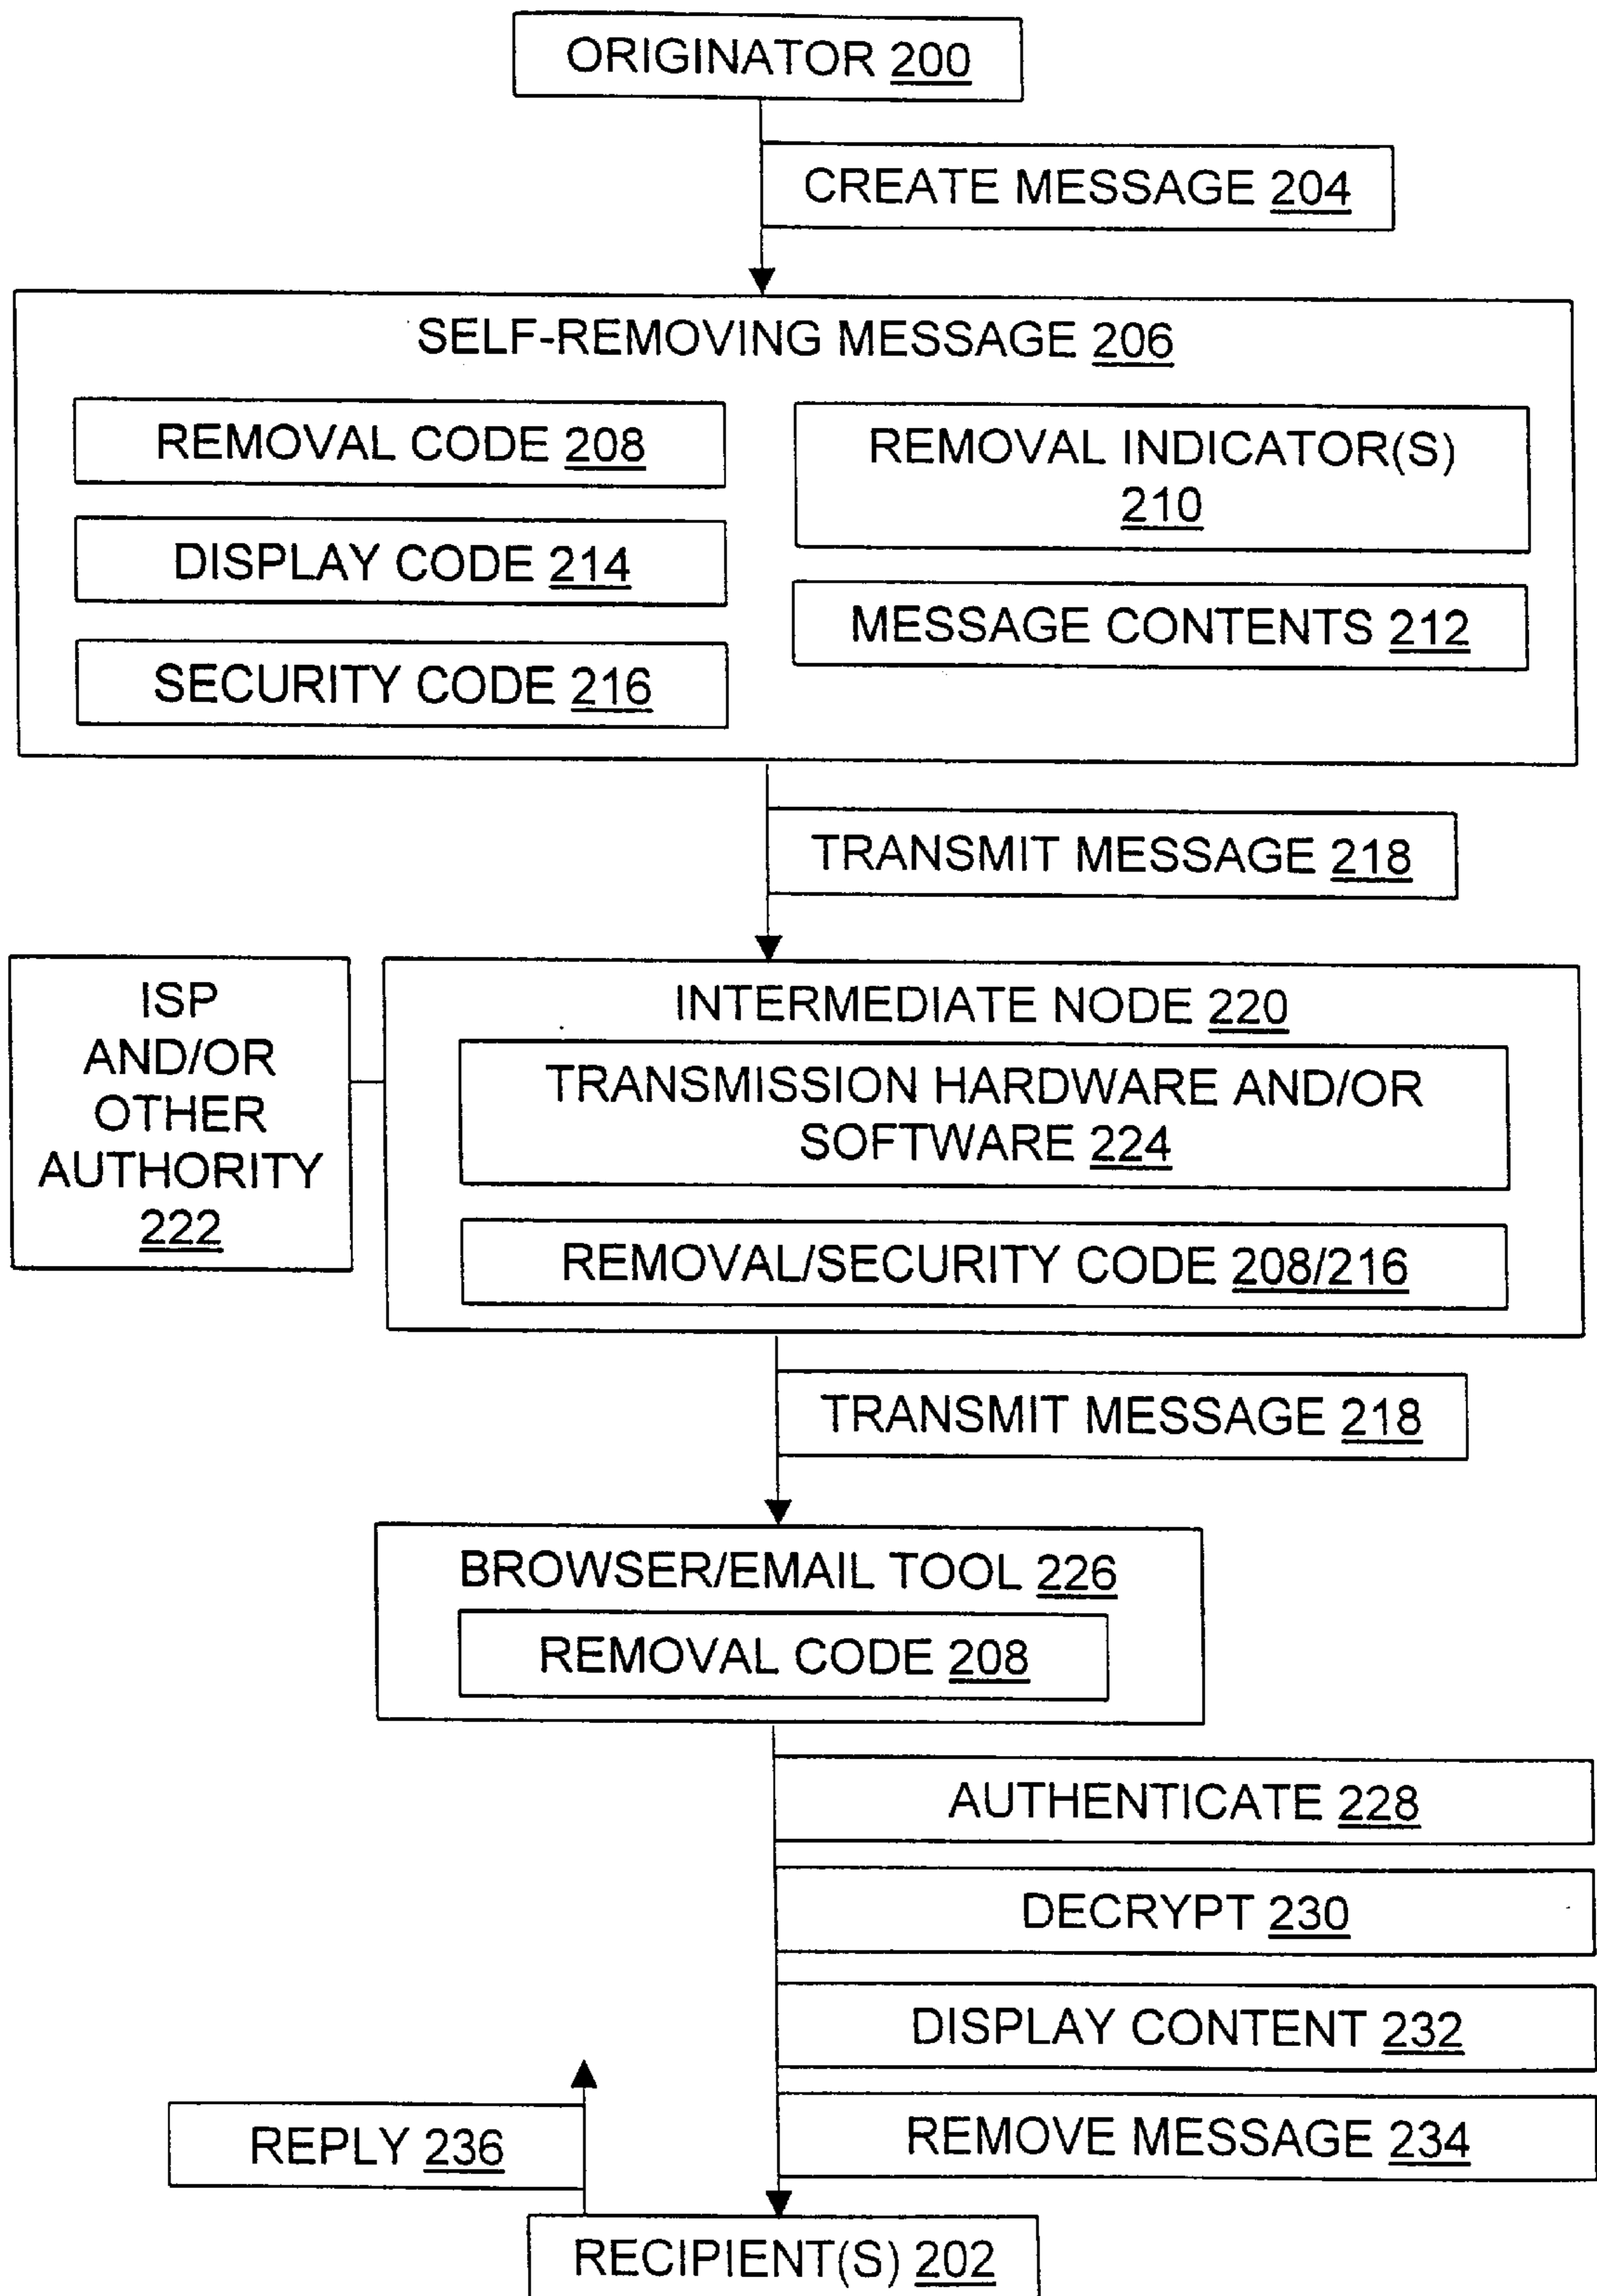 ORIGINATOR 200
CREATE MESSAGE 204
SELF-REMOVING MESSAGE 206
REMOVAL CODE 208
REMOVAL INDICATOR(S)
210
DISPLAY CODE 214
MESSAGE CONTENTS 212
SECURITY CODE 216
TRANSMIT MESSAGE 218
ISP
AND/OR
OTHER
AUTHORITY
222
INTERMEDIATE NODE 220
TRANSMISSION HARDWARE AND/OR
SOFTWARE 224
REMOVAL/SECURITY CODE 208/216
TRANSMIT MESSAGE 218
BROWSER/EMAIL TOOL 226
REMOVAL CODE 208
AUTHENTICATE 228
DECRYPT 230
DISPLAY CONTENT 232
REMOVE MESSAGE 234
REPLY 236
RECIPIENT(S) 202